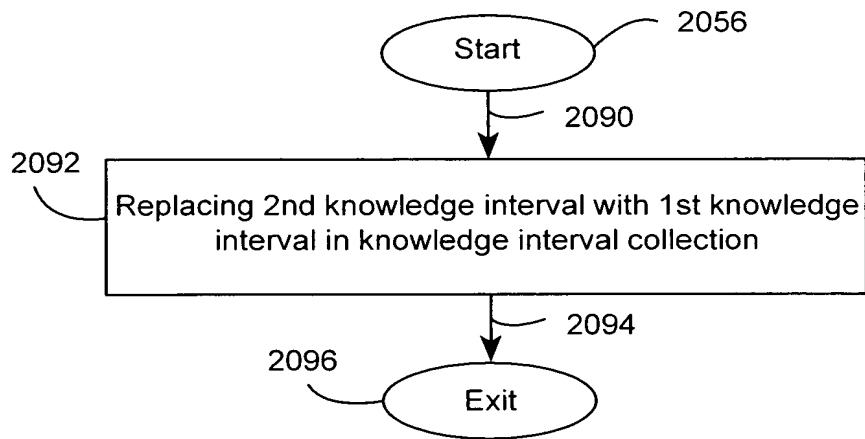 Start
2056
2090
2092
Replacing 2nd knowledge interval with 1st knowledge
interval in knowledge interval collection
2094
2096
Exit